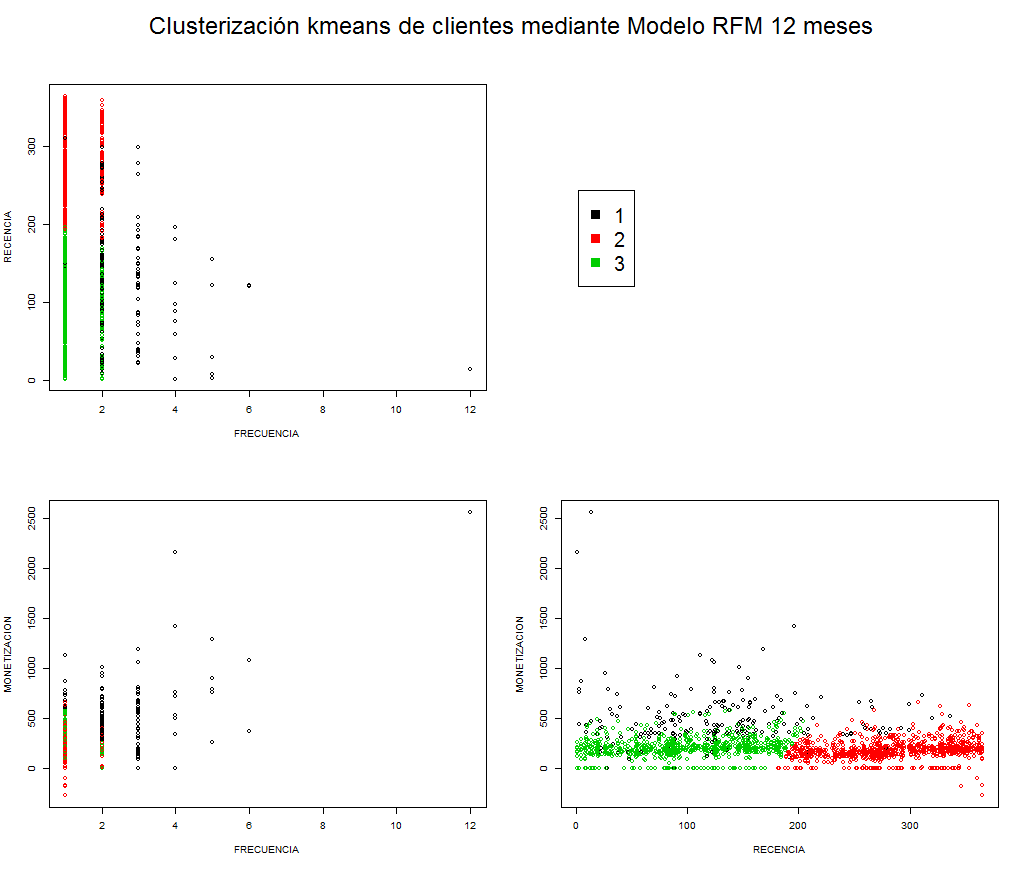 Clusterización kmeans de clientes mediante Modelo RFM 12 meses
RECENCIA
300
200
100
0
2 4 6 8 10 12
FRECUENCIA
1
2
3
MONETIZACION
2500
2000
1500
1000
500
0
2 4 6 8 10 12
FRECUENCIA
MONETIZACION
2500
2000
1500
1000
500
0
0 100 200 300
RECENCIA